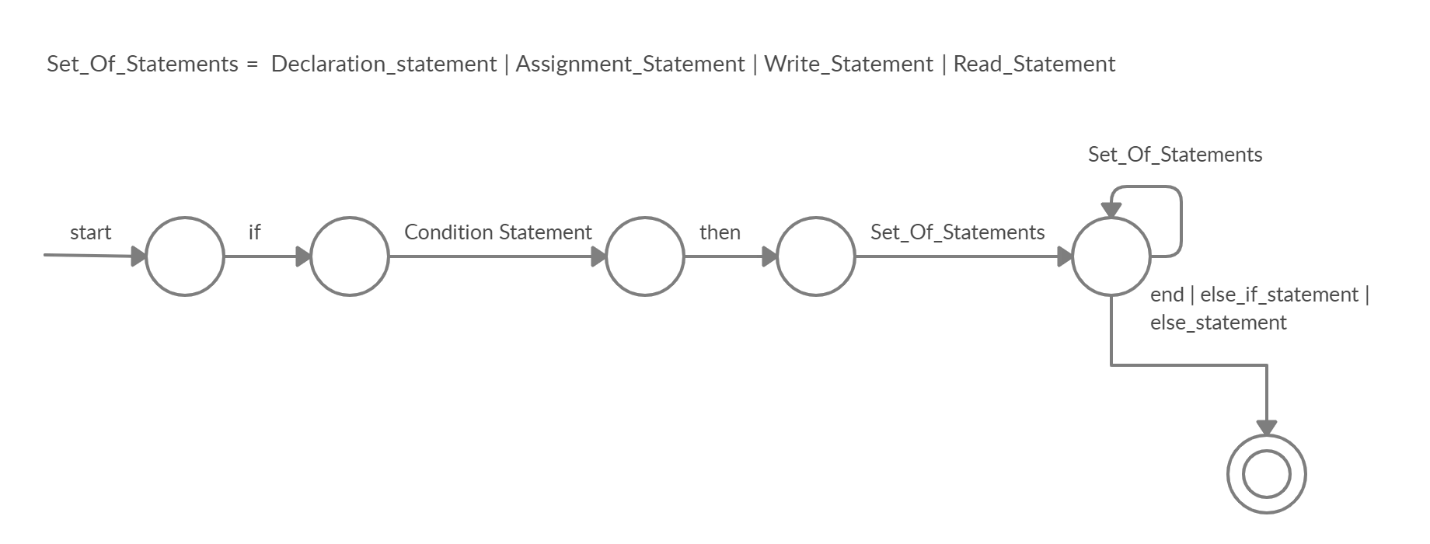 Set_Of_Statements = Declaration_statement | Assignment_Statement | Write_Statement | Read_Statement
Set_Of_Statements
start
if
Condition Statement
then
Set_Of_Statements
end | else_if_statement |
else_statement